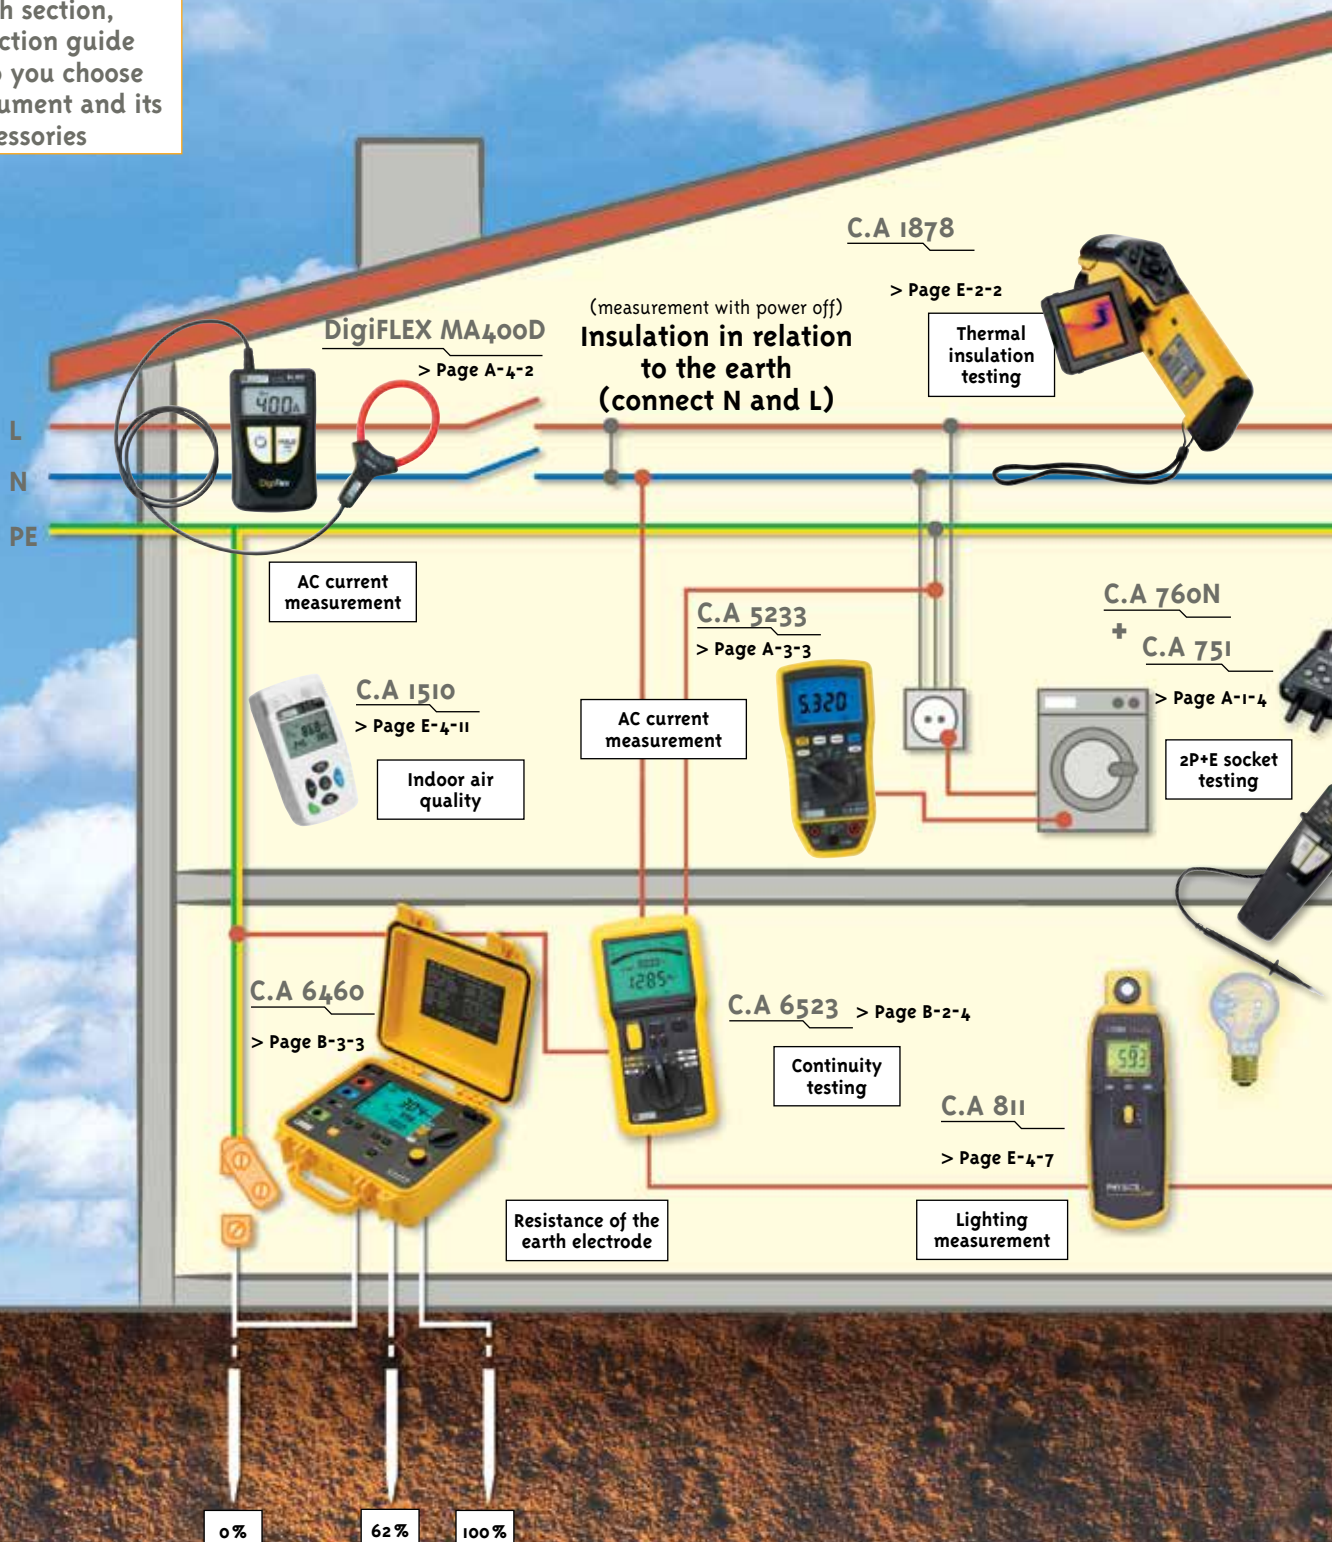 h section,
ction guide
you choose
ument and its
essories
C.A 1878
> Page E-2-2
Thermal
insulation
testing
(measurement with power off)
Insulation in relation
to the earth
(connect N and L)
DigiFLEX MA400D
> Page A-4-2
400A
DigiFlex
L
N
PE
AC current
measurement
C.A 5233
> Page A-3-3
5.320
C.A 760N
+
C.A 751
> Page A-1-4
2P+E socket
testing
C.A 1510
> Page E-4-11
Indoor air
quality
AC current
measurement
C.A 6460
> Page B-3-3
1285
C.A 6523 > Page B-2-4
Continuity
testing
C.A 811
> Page E-4-7
593
Lighting
measurement
Resistance of the
earth electrode
0%
62%
100%